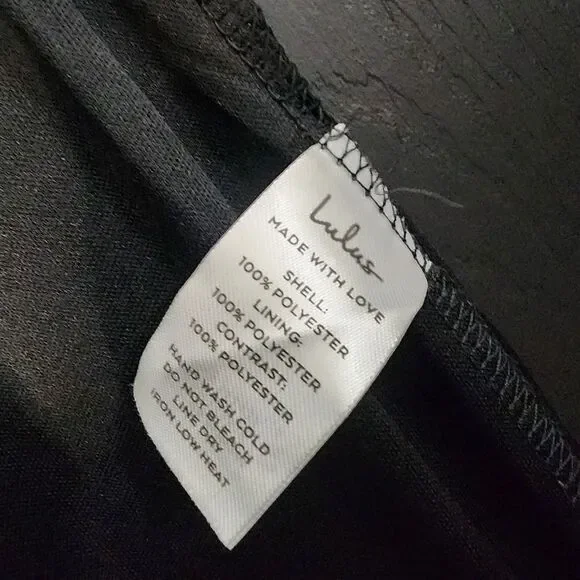 Lulus
MADE WITH LOVE
SHELL:
100% POLYESTER
LINING:
100% POLYESTER
CONTRAST:
100% POLYESTER
HAND WASH COLD
DO NOT BLEACH
LINE DRY
IRON LOW HEAT